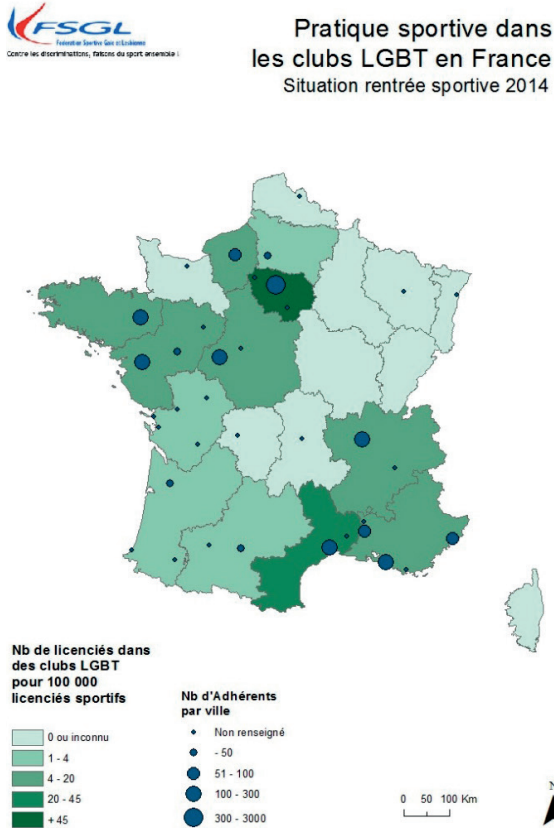 FSGL
Fédération Sportive Gaie et Lesbienne
Contre les discriminations, faisons du sport ensemble !
Pratique sportive dans
les clubs LGBT en France
Situation rentrée sportive 2014
Nb de licenciés dans
des clubs LGBT
pour 100 000
licenciés sportifs
0 ou inconnu
1 - 4
4 - 20
20 - 45
+ 45
Nb d'Adhérents
par ville
Non renseigné
- 50
51 - 100
100 - 300
300 - 3000
0 50 100 Km
N